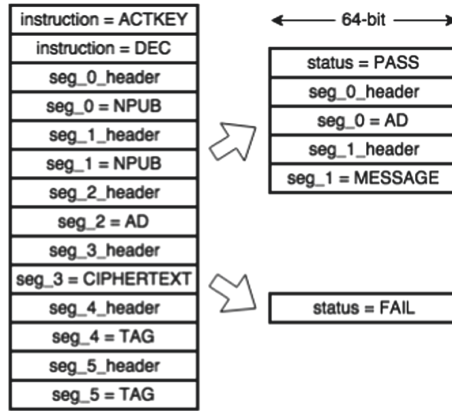 instruction = ACTKEY
instruction = DEC
seg_0_header
seg_0 = NPUB
seg_1_header
seg_1 = NPUB
seg_2_header
seg_2 = AD
seg_3_header
seg_3 = CIPHERTEXT
seg_4_header
seg_4 = TAG
seg_5_header
seg_5 = TAG
64-bit
status = PASS
seg_0_header
seg_0 = AD
seg_1_header
seg_1 = MESSAGE
status = FAIL